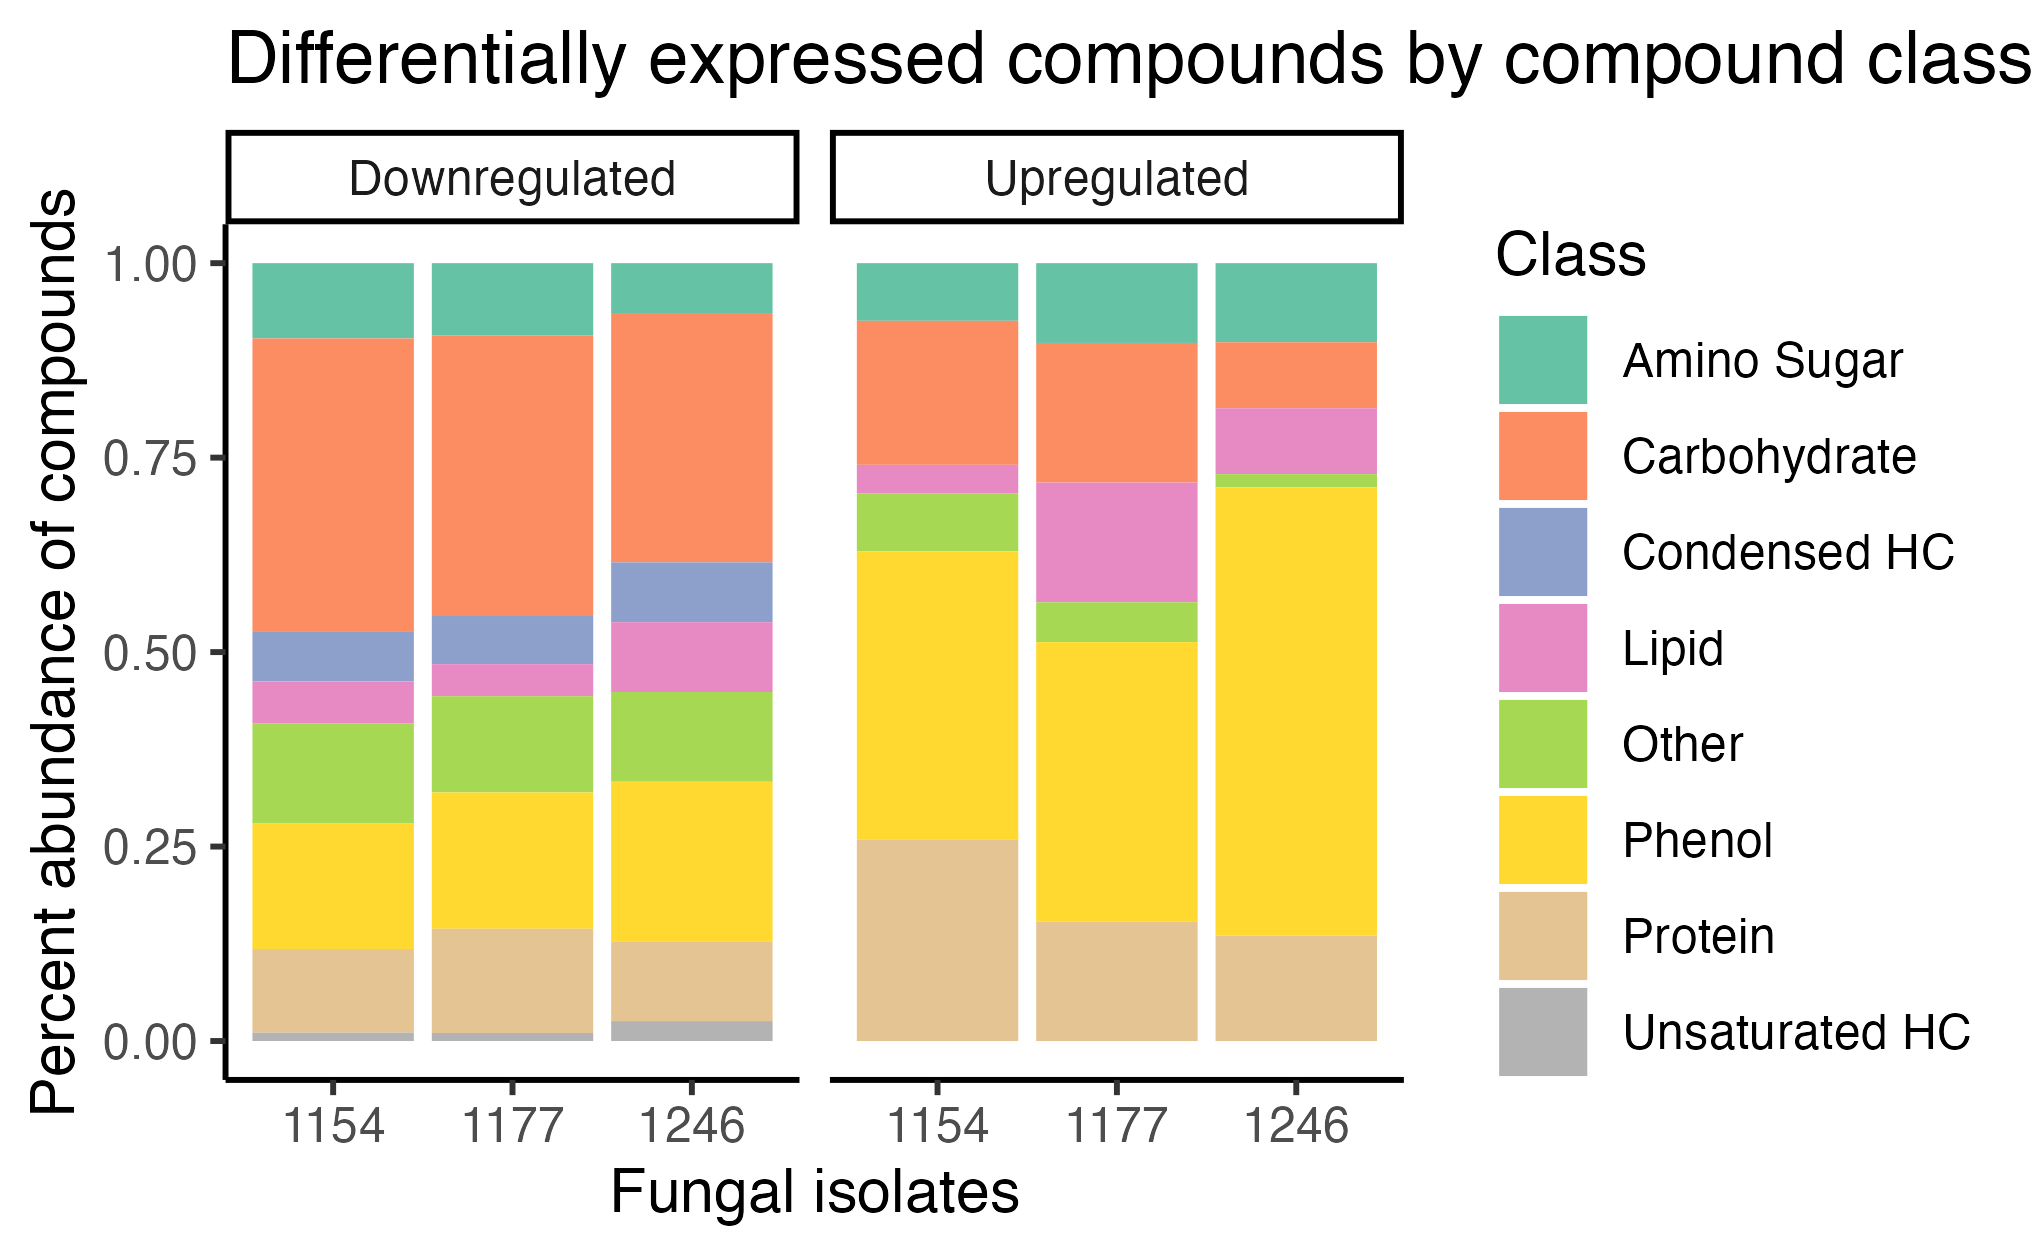 Differentially expressed compounds by compound class
Downregulated
Upregulated
Percent abundance of compounds
1.00
0.75
0.50
0.25
0.00
1154
1177
1246
1154
1177
1246
Fungal isolates
Class
Amino Sugar
Carbohydrate
Condensed HC
Lipid
Other
Phenol
Protein
Unsaturated HC